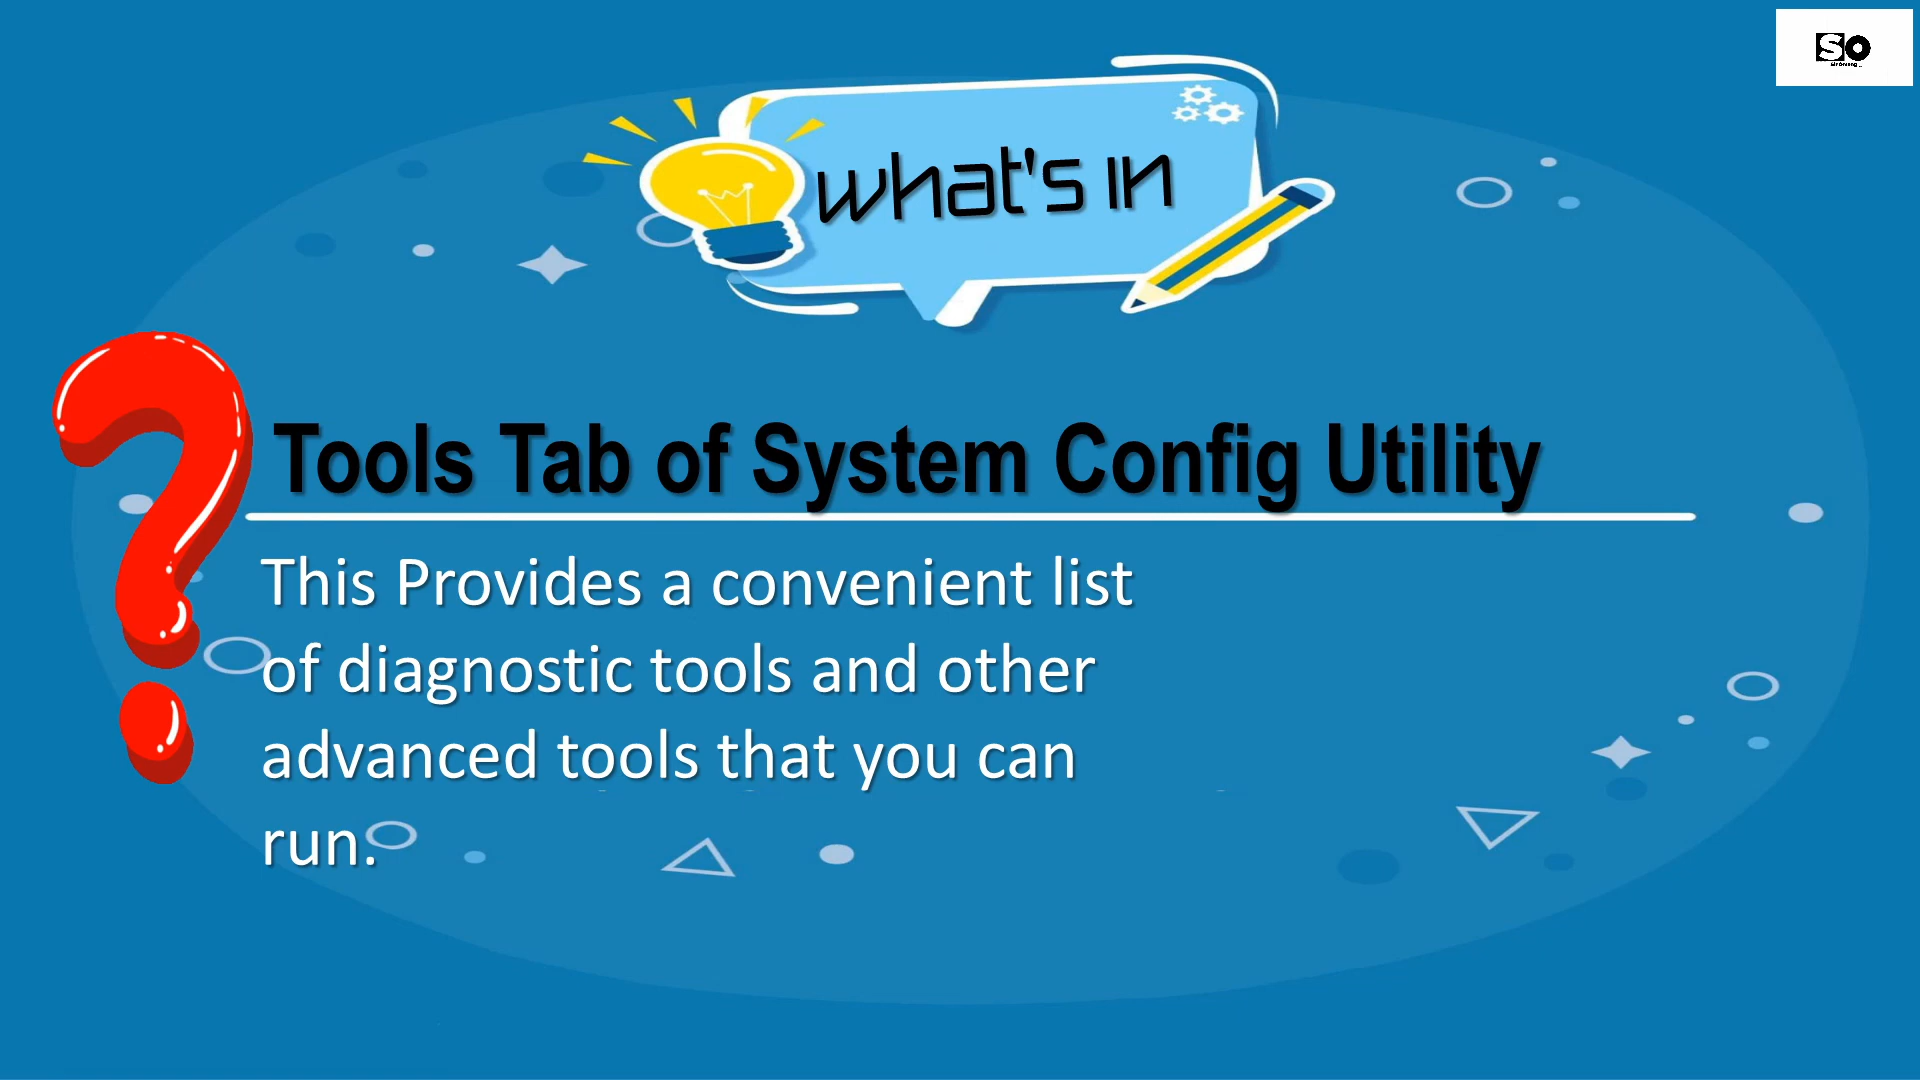 SO
what's in
Tools Tab of System Config Utility
This Provides a convenient list
of diagnostic tools and other
advanced tools that you can
run.